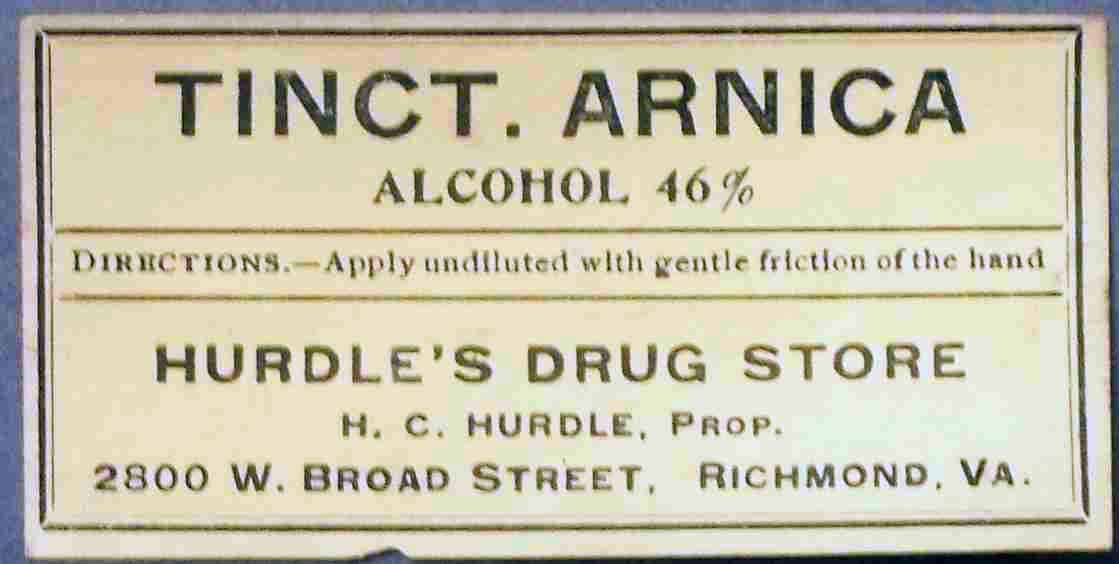 TINCT. ARNICA
ALCOHOL 46%
DIRECTIONS.—Apply undiluted with gentle friction of the hand
HURDLE'S DRUG STORE
H. C. HURDLE, PROP.
2800 W. BROAD STREET, RICHMOND, VA.